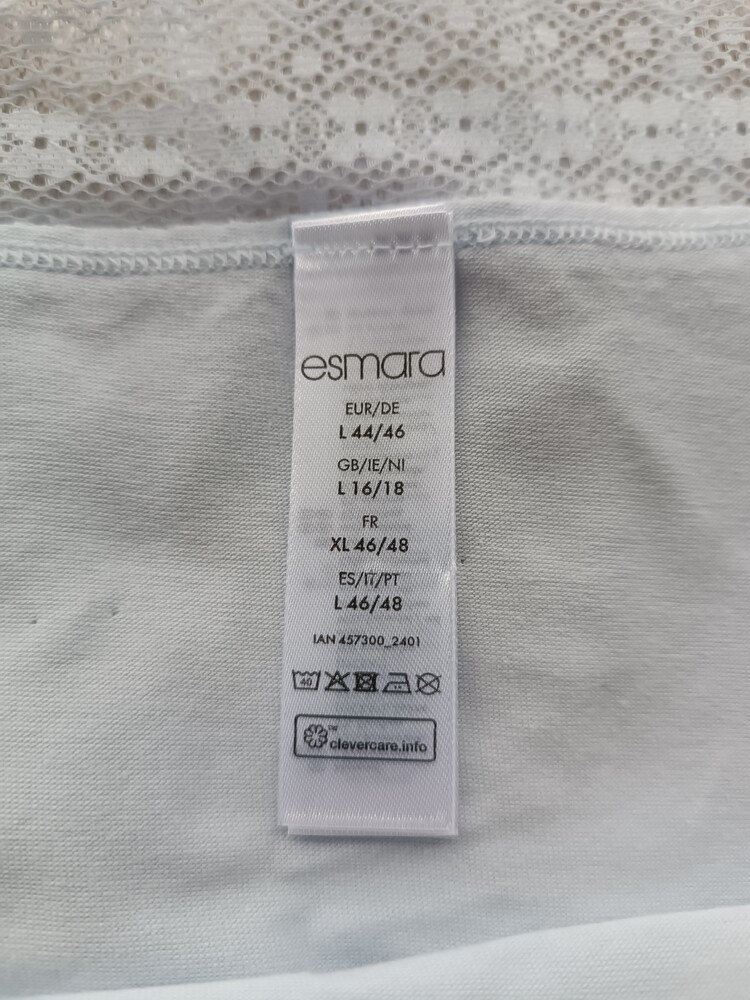 esmara
EUR/DE
L 44/46
GB/IE/NI
L 16/18
FR
XL 46/48
ES/IT/PT
L 46/48
IAN 457300_2401
40
™
clevercare.info